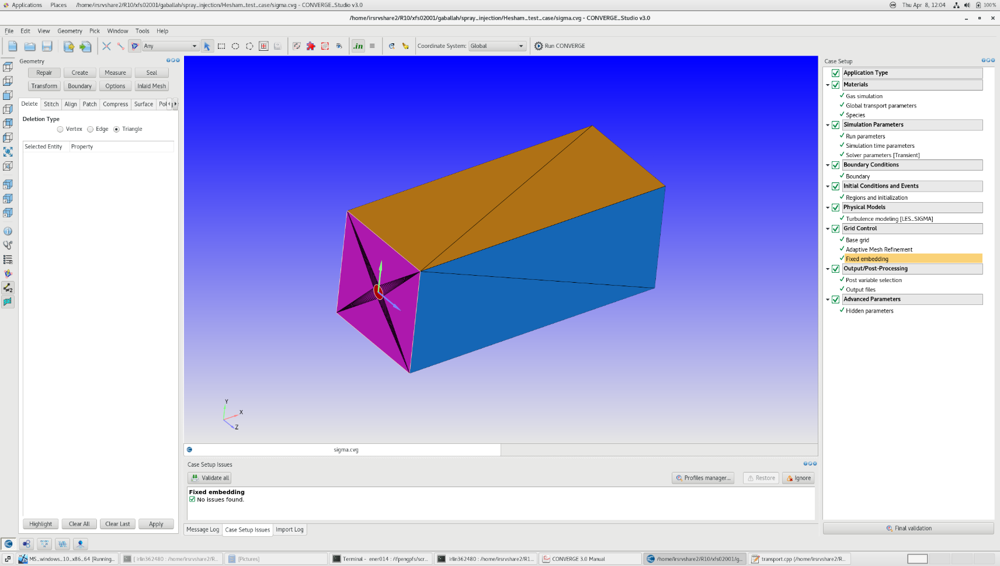 Applications Places /home/irsrvshare2/R10/xfs02001/gaballah/spray_injection/Hesham_test_case/sigma.cvg - CONVERGE_Studio v3.0 Thu Apr 8, 12:04 100%
/home/irsrvshare2/R10/xfs02001/gaballah/spray_injection/Hesham_test_case/sigma.cvg - CONVERGE_Studio v3.0
File Edit View Geometry Pick Window Tools Help
Any .in Coordinate System: Global Run CONVERGE
Geometry
Repair Create Measure Seal
Transform Boundary Options Inlaid Mesh
Delete Stitch Align Patch Compress Surface
Deletion Type
Vertex Edge Triangle
Selected Entity Property
Highlight Clear All Clear Last Apply
Y
X
Z
sigma.cvg
Case Setup Issues
Validate all Profiles manager... Restore Ignore
Fixed embedding
No issues found.
Message Log Case Setup Issues Import Log
Case Setup
Application Type
Materials
Gas simulation
Global transport parameters
Species
Simulation Parameters
Run parameters
Simulation time parameters
Solver parameters [Transient]
Boundary Conditions
Boundary
Initial Conditions and Events
Regions and initialization
Physical Models
Turbulence modeling [LES_SIGMA]
Grid Control
Base grid
Adaptive Mesh Refinement
Fixed embedding
Output/Post-Processing
Post variable selection
Output files
Advanced Parameters
Hidden parameters
Final validation
MS_windows_10_x86_64 [Running... [ irlin362480 : /home/irsrvshare2/R... [Pictures] Terminal - ener014 : /ifpengpfs/scr... irlin362480 : /home/irsrvshare2/R1... CONVERGE 3.0 Manual /home/irsrvshare2/R10/xfs02001/g... transport.cpp (/home/irsrvshare2/R...